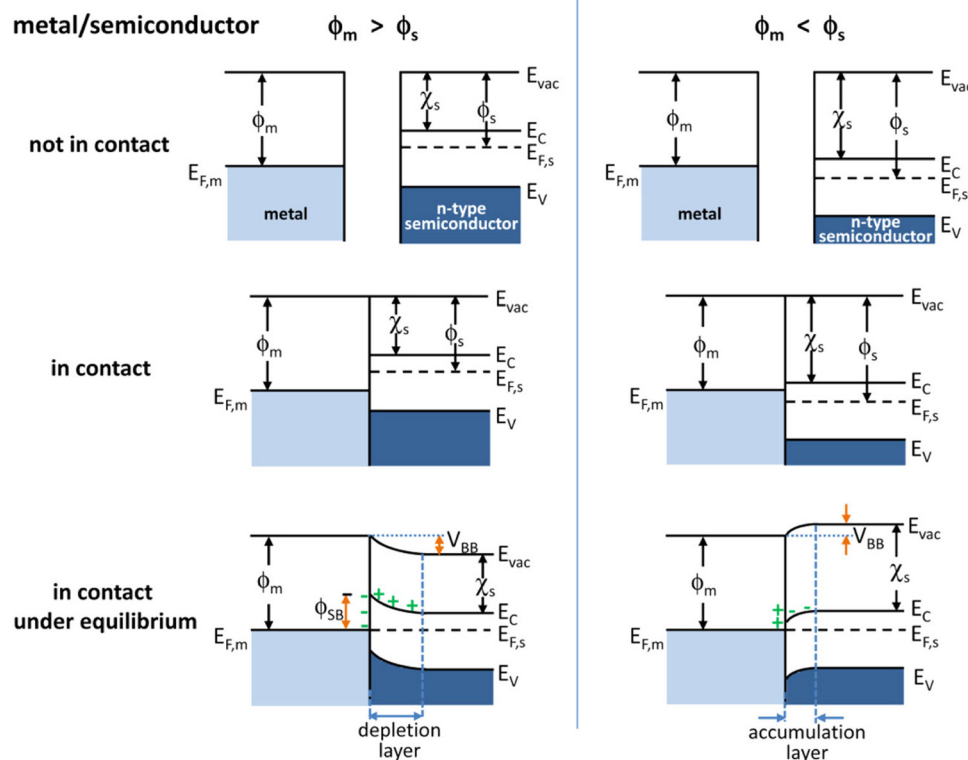 metal/semiconductor
ϕm > ϕs
ϕm < ϕs
not in contact
ϕm
EF,m
metal
χs
ϕs
Evac
EC
EF,s
EV
n-type
semiconductor
ϕm
EF,m
metal
χs
ϕs
Evac
EC
EF,s
EV
n-type
semiconductor
in contact
ϕm
EF,m
χs
ϕs
Evac
EC
EF,s
EV
ϕm
EF,m
χs
ϕs
Evac
EC
EF,s
EV
in contact
under equilibrium
ϕm
EF,m
ϕSB
- - - -
+ + + +
VBB
Evac
χs
EC
EF,s
EV
depletion
layer
ϕm
EF,m
+ - -
+
VBB
Evac
χs
EC
EF,s
EV
accumulation
layer